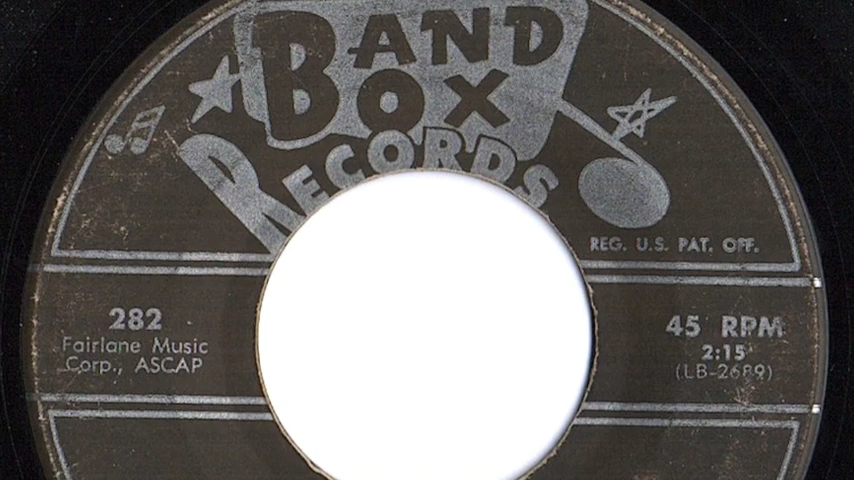 BAND
BOX
RECORDS
REG. U.S. PAT. OFF.
282
Fairlane Music
Corp., ASCAP
45 RPM
2:15
(LB-2689)